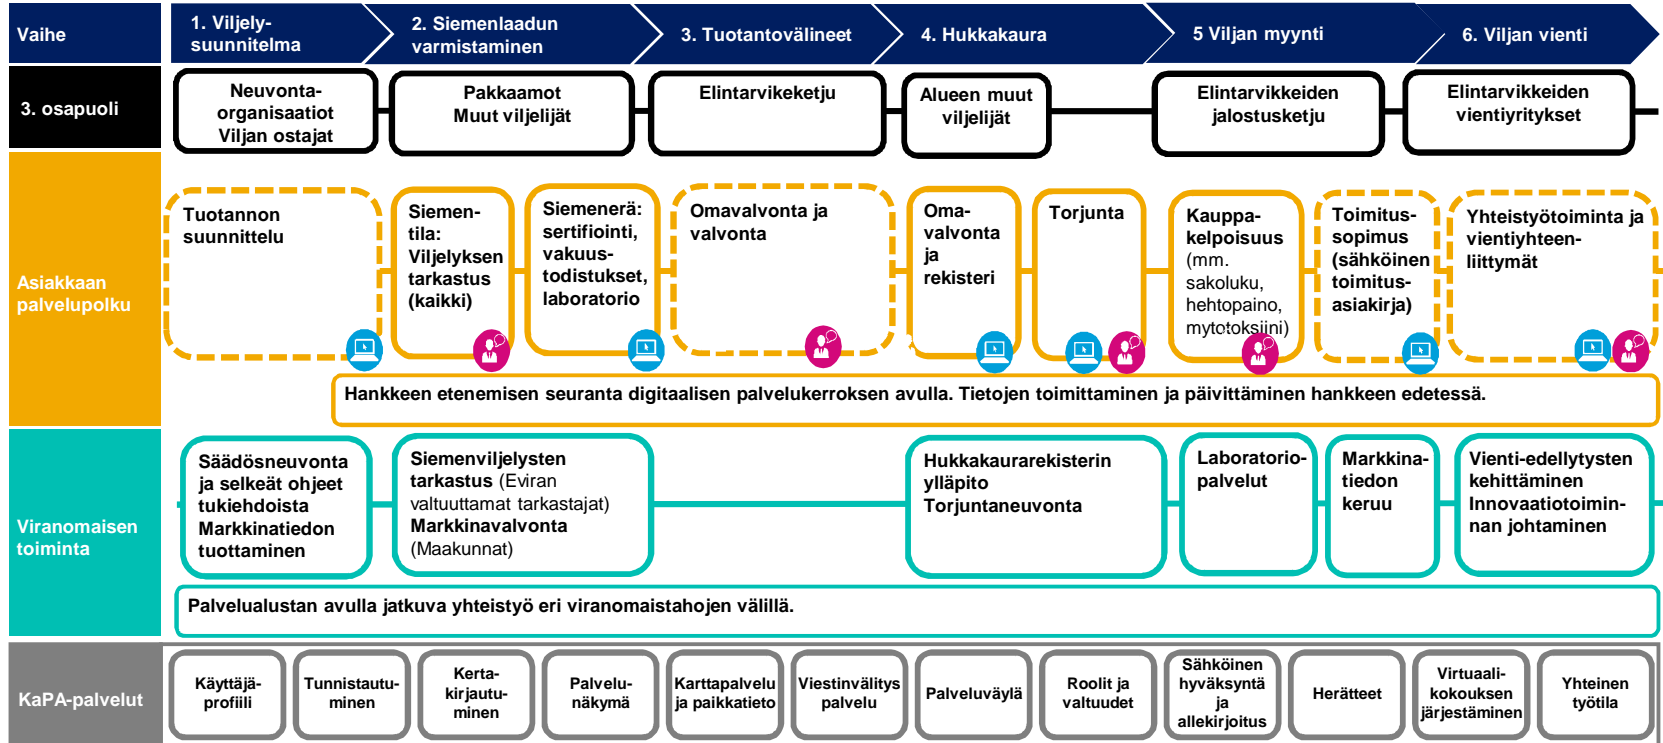 Vaihe
1. Viljely-
suunnitelma
2. Siemenlaadun
varmistaminen
3. Tuotantovälineet
4. Hukkakaura
5 Viljan myynti
6. Viljan vienti
3. osapuoli
Neuvonta-
organisaatiot
Viljan ostajat
Pakkaamot
Muut viljelijät
Elintarvikeketju
Alueen muut
viljelijät
Elintarvikkeiden
jalostusketju
Elintarvikkeiden
vientiyritykset
Asiakkaan
palvelupolku
Tuotannon
suunnittelu
Siemen-
tila:
Viljelyksen
tarkastus
(kaikki)
Siemenerä:
sertifiointi,
vakuus-
todistukset,
laboratorio
Omavalvonta ja
valvonta
Oma-
valvonta
ja
rekisteri
Torjunta
Kauppa-
kelpoisuus
(mm.
sakoluku,
hehtopaino,
mytotoksiini)
Toimitus-
sopimus
(sähköinen
toimitus-
asiakirja)
Yhteistyötoiminta ja
vientiyhteen-
liittymät
Hankkeen etenemisen seuranta digitaalisen palvelukerroksen avulla. Tietojen toimittaminen ja päivittäminen hankkeen edetessä.
Viranomaisen
toiminta
Säädösneuvonta
ja selkeät ohjeet
tukiehdoista
Markkinatiedon
tuottaminen
Siemenviljelysten
tarkastus (Eviran
valtuuttamat tarkastajat)
Markkinavalvonta
(Maakunnat)
Hukkakaurarekisterin
ylläpito
Torjuntaneuvonta
Laboratorio-
palvelut
Markkina-
tiedon
keruu
Vienti-edellytysten
kehittäminen
Innovaatiotoimin-
nan johtaminen
Palvelualustan avulla jatkuva yhteistyö eri viranomaistahojen välillä.
KaPA-palvelut
Käyttäjä-
profiili
Tunnistautu-
minen
Kerta-
kirjautu-
minen
Palvelu-
näkymä
Karttapalvelu
ja paikkatieto
Viestinvälitys
palvelu
Palveluväylä
Roolit ja
valtuudet
Sähköinen
hyväksyntä
ja
allekirjoitus
Herätteet
Virtuaali-
kokouksen
järjestäminen
Yhteinen
työtila